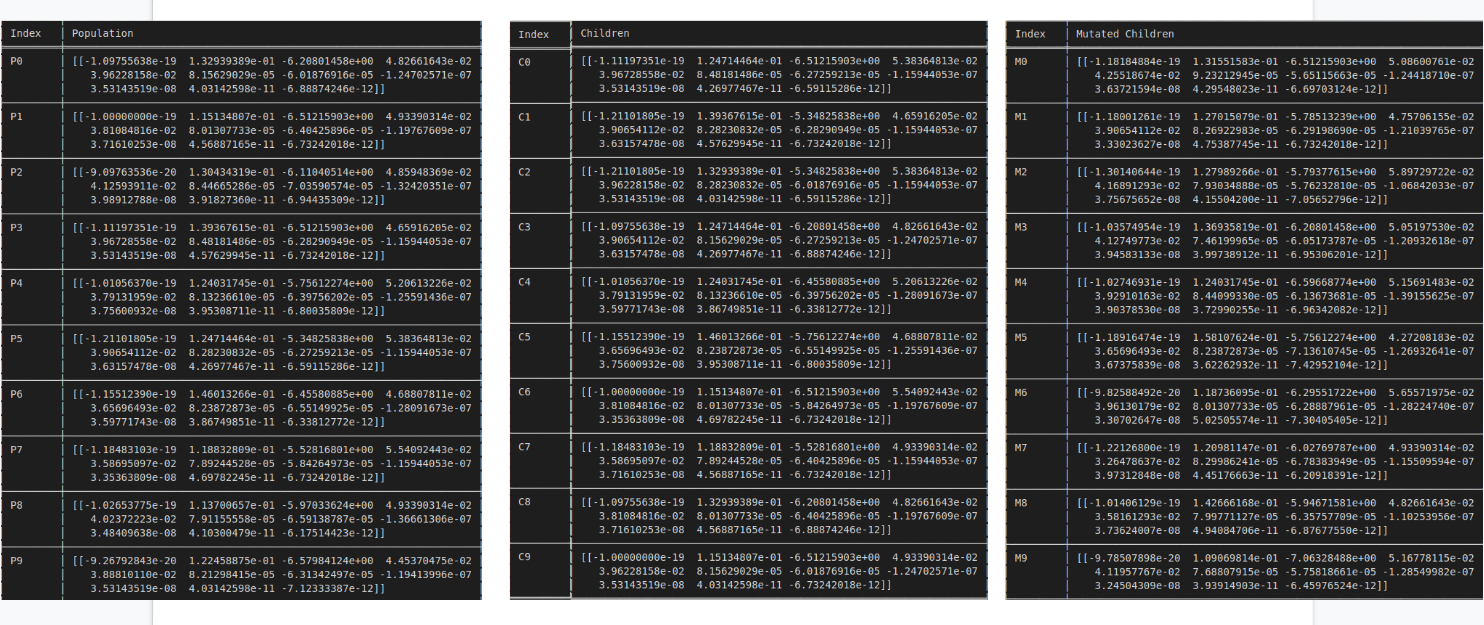 Index Population
P0 [[-1.09755638e-19 1.32939389e-01 -6.20801458e+00 4.82661643e-02
3.96228158e-02 8.15629029e-05 -6.01876916e-05 -1.24702571e-07
3.53143519e-08 4.03142598e-11 -6.88874246e-12]]
P1 [[-1.00000000e-19 1.15134807e-01 -6.51215903e+00 4.93390314e-02
3.81084816e-02 8.01307733e-05 -6.40425896e-05 -1.19767609e-07
3.71610253e-08 4.56887165e-11 -6.73242018e-12]]
P2 [[-9.09763536e-20 1.30434319e-01 -6.11040514e+00 4.85948369e-02
4.12593911e-02 8.44665286e-05 -7.03590574e-05 -1.32420351e-07
3.98912788e-08 3.91827360e-11 -6.94435309e-12]]
P3 [[-1.11197351e-19 1.39367615e-01 -6.51215903e+00 4.65916205e-02
3.96728558e-02 8.48181486e-05 -6.28290949e-05 -1.15944053e-07
3.53143519e-08 4.57629945e-11 -6.73242018e-12]]
P4 [[-1.01056370e-19 1.24031745e-01 -5.75612274e+00 5.20613226e-02
3.79131959e-02 8.13236610e-05 -6.39756202e-05 -1.25591436e-07
3.75600932e-08 3.95308711e-11 -6.80035809e-12]]
P5 [[-1.21101805e-19 1.24714464e-01 -5.34825838e+00 5.38364813e-02
3.90654112e-02 8.28230832e-05 -6.27259213e-05 -1.15944053e-07
3.63157478e-08 4.26977467e-11 -6.59115286e-12]]
P6 [[-1.15512390e-19 1.46013266e-01 -6.45580885e+00 4.68807811e-02
3.65696493e-02 8.23872873e-05 -6.55149925e-05 -1.28091673e-07
3.59771743e-08 3.86749851e-11 -6.33812772e-12]]
P7 [[-1.18483103e-19 1.18832809e-01 -5.52816801e+00 5.54092443e-02
3.58695097e-02 7.89244528e-05 -5.84264973e-05 -1.15944053e-07
3.35363809e-08 4.69782245e-11 -6.73242018e-12]]
P8 [[-1.02653775e-19 1.13700657e-01 -5.97033624e+00 4.93390314e-02
4.02372223e-02 7.91155558e-05 -6.59138787e-05 -1.36661306e-07
3.48409638e-08 4.10300479e-11 -6.17514423e-12]]
P9 [[-9.26792843e-20 1.22458875e-01 -6.57984124e+00 4.45370475e-02
3.88810110e-02 8.21298415e-05 -6.31342497e-05 -1.19413996e-07
3.53143519e-08 4.03142598e-11 -7.12333387e-12]]
Index Children
C0 [[-1.11197351e-19 1.24714464e-01 -6.51215903e+00 5.38364813e-02
3.96728558e-02 8.48181486e-05 -6.27259213e-05 -1.15944053e-07
3.53143519e-08 4.26977467e-11 -6.59115286e-12]]
C1 [[-1.21101805e-19 1.39367615e-01 -5.34825838e+00 4.65916205e-02
3.90654112e-02 8.28230832e-05 -6.28290949e-05 -1.15944053e-07
3.63157478e-08 4.57629945e-11 -6.73242018e-12]]
C2 [[-1.21101805e-19 1.32939389e-01 -5.34825838e+00 5.38364813e-02
3.96228158e-02 8.28230832e-05 -6.01876916e-05 -1.15944053e-07
3.53143519e-08 4.03142598e-11 -6.59115286e-12]]
C3 [[-1.09755638e-19 1.24714464e-01 -6.20801458e+00 4.82661643e-02
3.90654112e-02 8.15629029e-05 -6.27259213e-05 -1.24702571e-07
3.63157478e-08 4.26977467e-11 -6.88874246e-12]]
C4 [[-1.01056370e-19 1.24031745e-01 -6.45580885e+00 5.20613226e-02
3.79131959e-02 8.13236610e-05 -6.39756202e-05 -1.28091673e-07
3.59771743e-08 3.86749851e-11 -6.33812772e-12]]
C5 [[-1.15512390e-19 1.46013266e-01 -5.75612274e+00 4.68807811e-02
3.65696493e-02 8.23872873e-05 -6.55149925e-05 -1.25591436e-07
3.75600932e-08 3.95308711e-11 -6.80035809e-12]]
C6 [[-1.00000000e-19 1.15134807e-01 -6.51215903e+00 5.54092443e-02
3.81084816e-02 8.01307733e-05 -5.84264973e-05 -1.19767609e-07
3.35363809e-08 4.69782245e-11 -6.73242018e-12]]
C7 [[-1.18483103e-19 1.18832809e-01 -5.52816801e+00 4.93390314e-02
3.58695097e-02 7.89244528e-05 -6.40425896e-05 -1.15944053e-07
3.71610253e-08 4.56887165e-11 -6.73242018e-12]]
C8 [[-1.09755638e-19 1.32939389e-01 -6.20801458e+00 4.82661643e-02
3.81084816e-02 8.01307733e-05 -6.40425896e-05 -1.19767609e-07
3.71610253e-08 4.56887165e-11 -6.88874246e-12]]
C9 [[-1.00000000e-19 1.15134807e-01 -6.51215903e+00 4.93390314e-02
3.96228158e-02 8.15629029e-05 -6.01876916e-05 -1.24702571e-07
3.53143519e-08 4.03142598e-11 -6.73242018e-12]]
Index Mutated Children
M0 [[-1.18184884e-19 1.31551583e-01 -6.51215903e+00 5.08600761e-02
4.25518674e-02 9.23212945e-05 -5.65115663e-05 -1.24418710e-07
3.63721594e-08 4.29548023e-11 -6.69703124e-12]]
M1 [[-1.18001261e-19 1.27015079e-01 -5.78513239e+00 4.75706155e-02
3.90654112e-02 8.26922983e-05 -6.29198690e-05 -1.21039765e-07
3.33023627e-08 4.75387745e-11 -6.73242018e-12]]
M2 [[-1.30140644e-19 1.27989266e-01 -5.79377615e+00 5.89729722e-02
4.16891293e-02 7.93034888e-05 -5.76232810e-05 -1.06842033e-07
3.75675652e-08 4.15504200e-11 -7.05652796e-12]]
M3 [[-1.03574954e-19 1.36935819e-01 -6.20801458e+00 5.05197530e-02
4.12749773e-02 7.46199965e-05 -6.05173787e-05 -1.20932618e-07
3.94583133e-08 3.99738912e-11 -6.95306201e-12]]
M4 [[-1.02746931e-19 1.24031745e-01 -6.59668774e+00 5.15691483e-02
3.92910163e-02 8.44099330e-05 -6.13673681e-05 -1.39155625e-07
3.90378530e-08 3.72990255e-11 -6.96342082e-12]]
M5 [[-1.18916474e-19 1.58107624e-01 -5.75612274e+00 4.27208183e-02
3.65696493e-02 8.23872873e-05 -7.13610745e-05 -1.26932641e-07
3.67375839e-08 3.62262932e-11 -7.42952104e-12]]
M6 [[-9.82588492e-20 1.18736095e-01 -6.29551722e+00 5.65571975e-02
3.96130179e-02 8.01307733e-05 -6.28887961e-05 -1.28224740e-07
3.30702647e-08 5.02505574e-11 -7.30405405e-12]]
M7 [[-1.22126800e-19 1.20981147e-01 -6.02769787e+00 4.93390314e-02
3.26478637e-02 8.29986241e-05 -6.78383949e-05 -1.15509594e-07
3.97312848e-08 4.45176663e-11 -6.20918391e-12]]
M8 [[-1.01406129e-19 1.42666168e-01 -5.94671581e+00 4.82661643e-02
3.58161293e-02 7.99771127e-05 -6.35757709e-05 -1.10253956e-07
3.73624007e-08 4.94084706e-11 -6.87677550e-12]]
M9 [[-9.78507898e-20 1.09069814e-01 -7.06328488e+00 5.16778115e-02
4.11957767e-02 7.68807915e-05 -5.75818661e-05 -1.28549982e-07
3.24504309e-08 3.93914903e-11 -6.45976524e-12]]